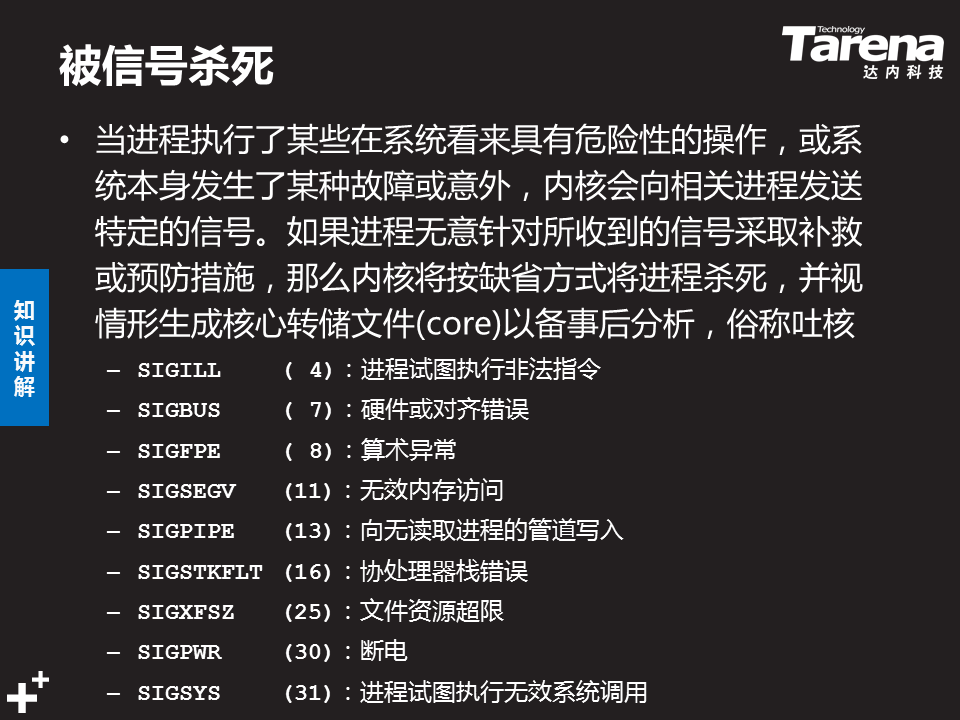 被信号杀死
Technology
Tarena
达内科技
• 当进程执行了某些在系统看来具有危险性的操作，或系
统本身发生了某种故障或意外，内核会向相关进程发送
特定的信号。如果进程无意针对所收到的信号采取补救
或预防措施，那么内核将按缺省方式将进程杀死，并视
情形生成核心转储文件(core)以备事后分析，俗称吐核
知识讲解
– SIGILL ( 4)：进程试图执行非法指令
– SIGBUS ( 7)：硬件或对齐错误
– SIGFPE ( 8)：算术异常
– SIGSEGV (11)：无效内存访问
– SIGPIPE (13)：向无读取进程的管道写入
– SIGSTKFLT (16)：协处理器栈错误
– SIGXFSZ (25)：文件资源超限
– SIGPWR (30)：断电
– SIGSYS (31)：进程试图执行无效系统调用